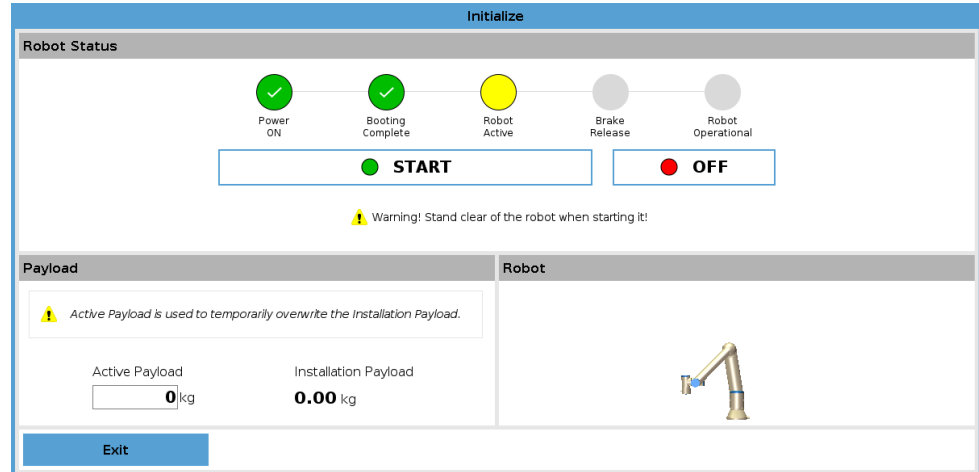 Initialize
Robot Status
Power
ON
Booting
Complete
Robot
Active
Brake
Release
Robot
Operational
START
OFF
Warning! Stand clear of the robot when starting it!
Payload
Active Payload is used to temporarily overwrite the Installation Payload.
Active Payload
0 kg
Installation Payload
0.00 kg
Robot
Exit